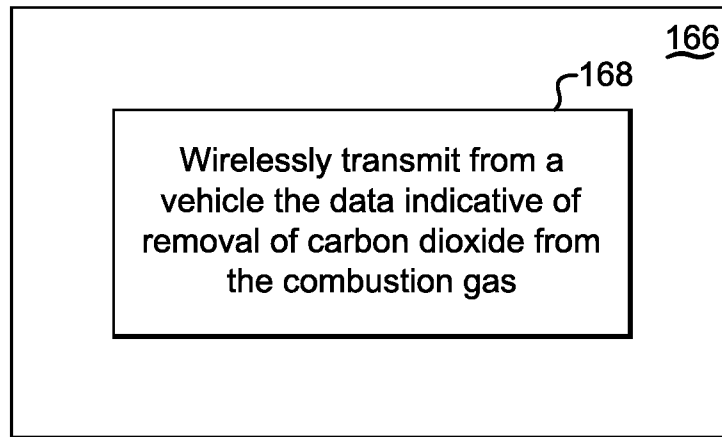 166
168
Wirelessly transmit from a
vehicle the data indicative of
removal of carbon dioxide from
the combustion gas